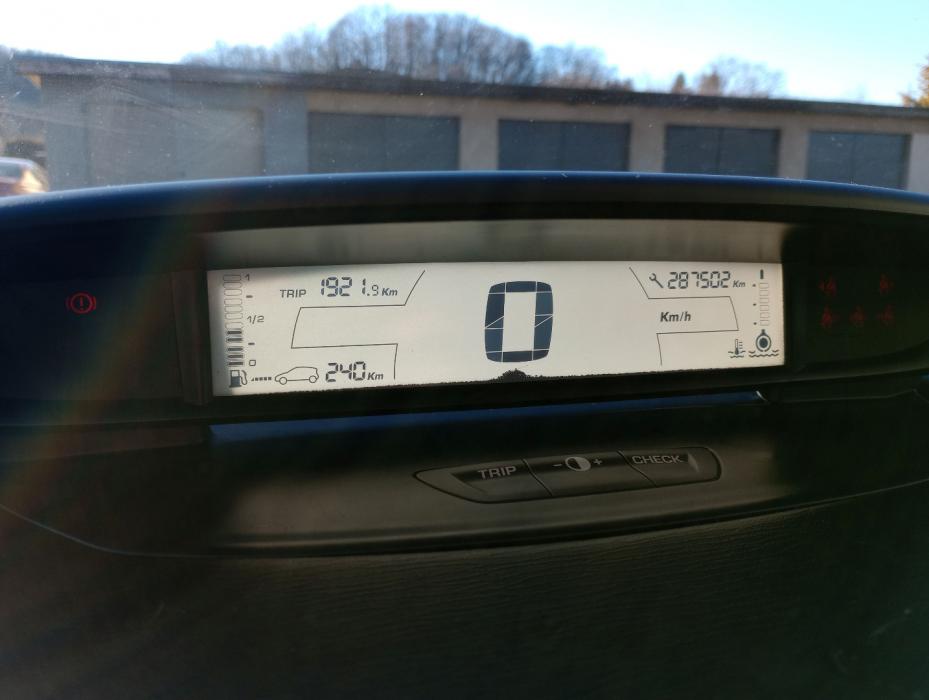 1
TRIP 1921.9 Km
287502 Km
1/2
0
Km/h
0
240 Km
TRIP
- +
CHECK